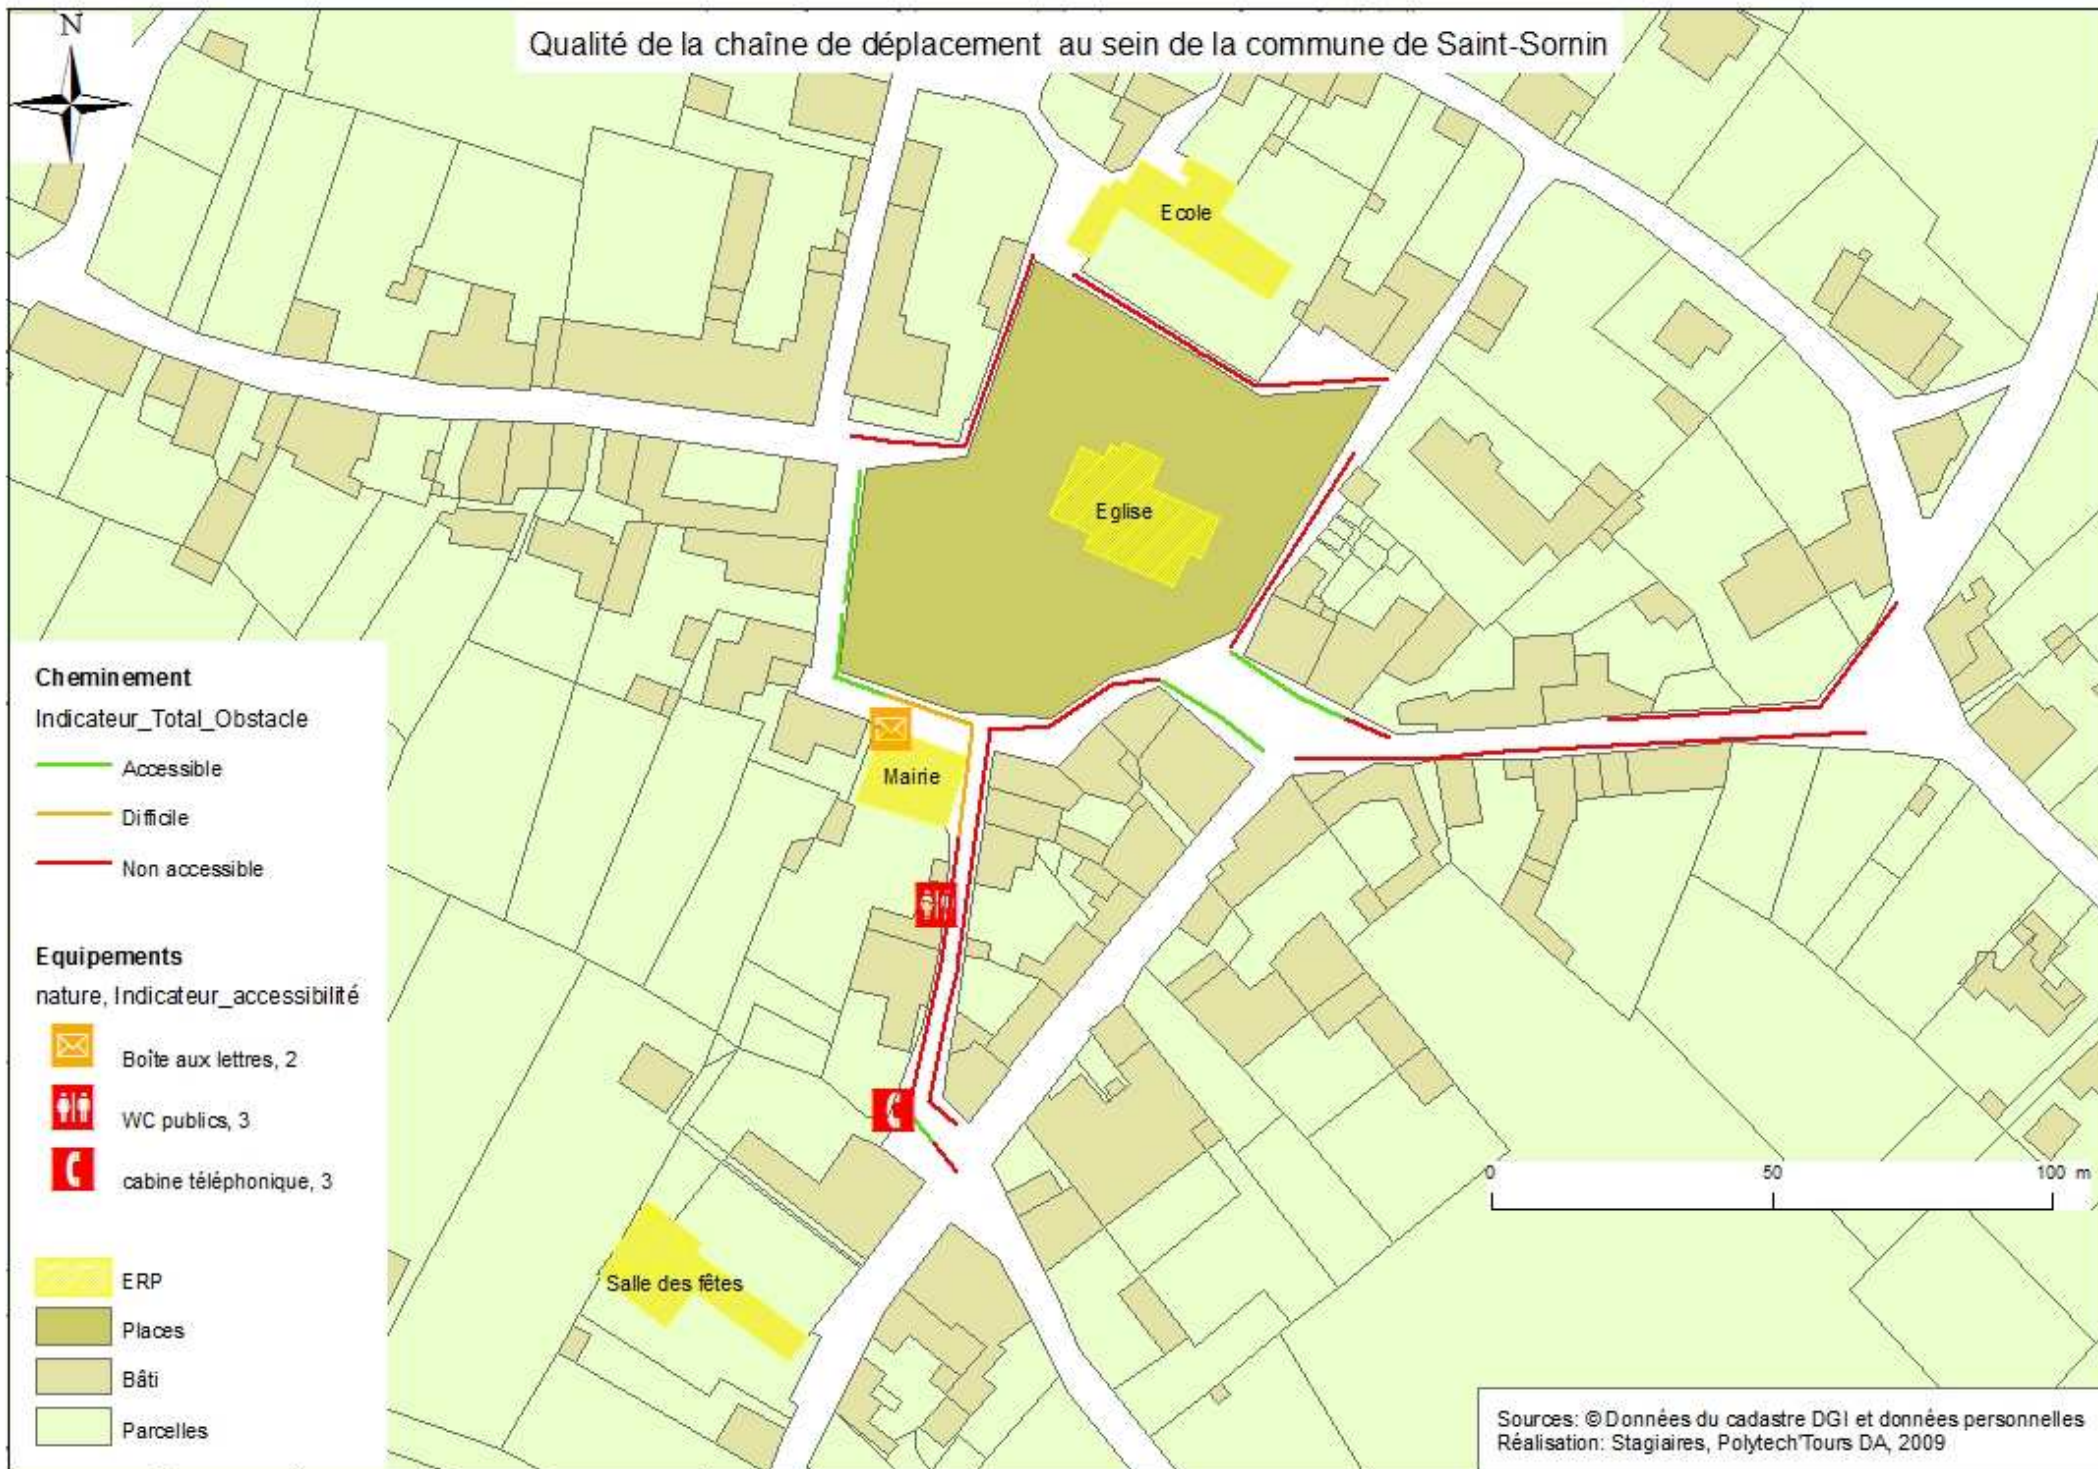 N
Qualité de la chaîne de déplacement au sein de la commune de Saint-Sornin
Ecole
Eglise
Mairie
Salle des fêtes
Cheminement
Indicateur_Total_Obstacle
Accessible
Difficile
Non accessible
Equipements
nature, Indicateur_accessibilité
Boîte aux lettres, 2
WC publics, 3
cabine téléphonique, 3
ERP
Places
Bâti
Parcelles
0 50 100 m
Sources: © Données du cadastre DGI et données personnelles
Réalisation: Stagiaires, Polytech'Tours DA, 2009